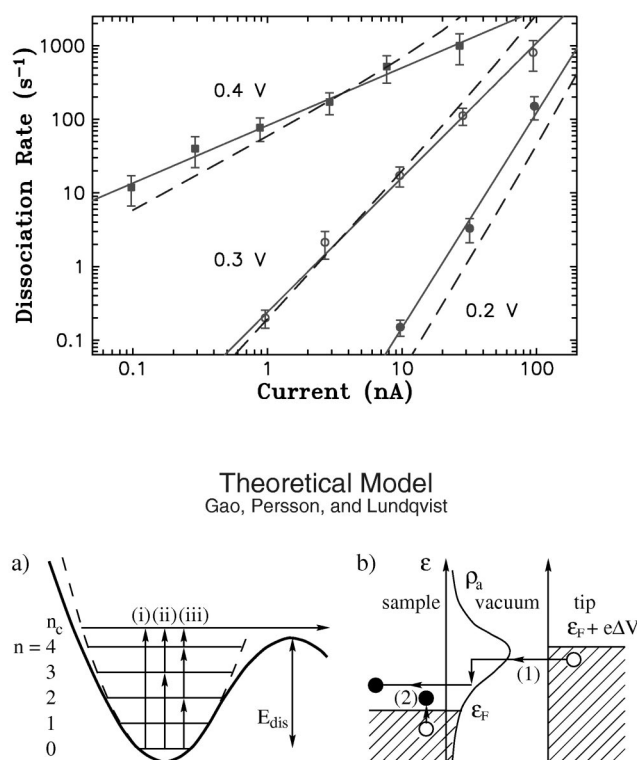 Dissociation Rate (s⁻¹)
1000
100
10
1
0.1
0.4 V
0.3 V
0.2 V
0.1
1
10
100
Current (nA)
Theoretical Model
Gao, Persson, and Lundqvist
a)
n_c
(i) (ii) (iii)
n = 4
3
2
1
0
E_dis
b)
ε
ρ_a
sample
vacuum
tip
ε_F + eΔV
(1)
(2)
ε_F